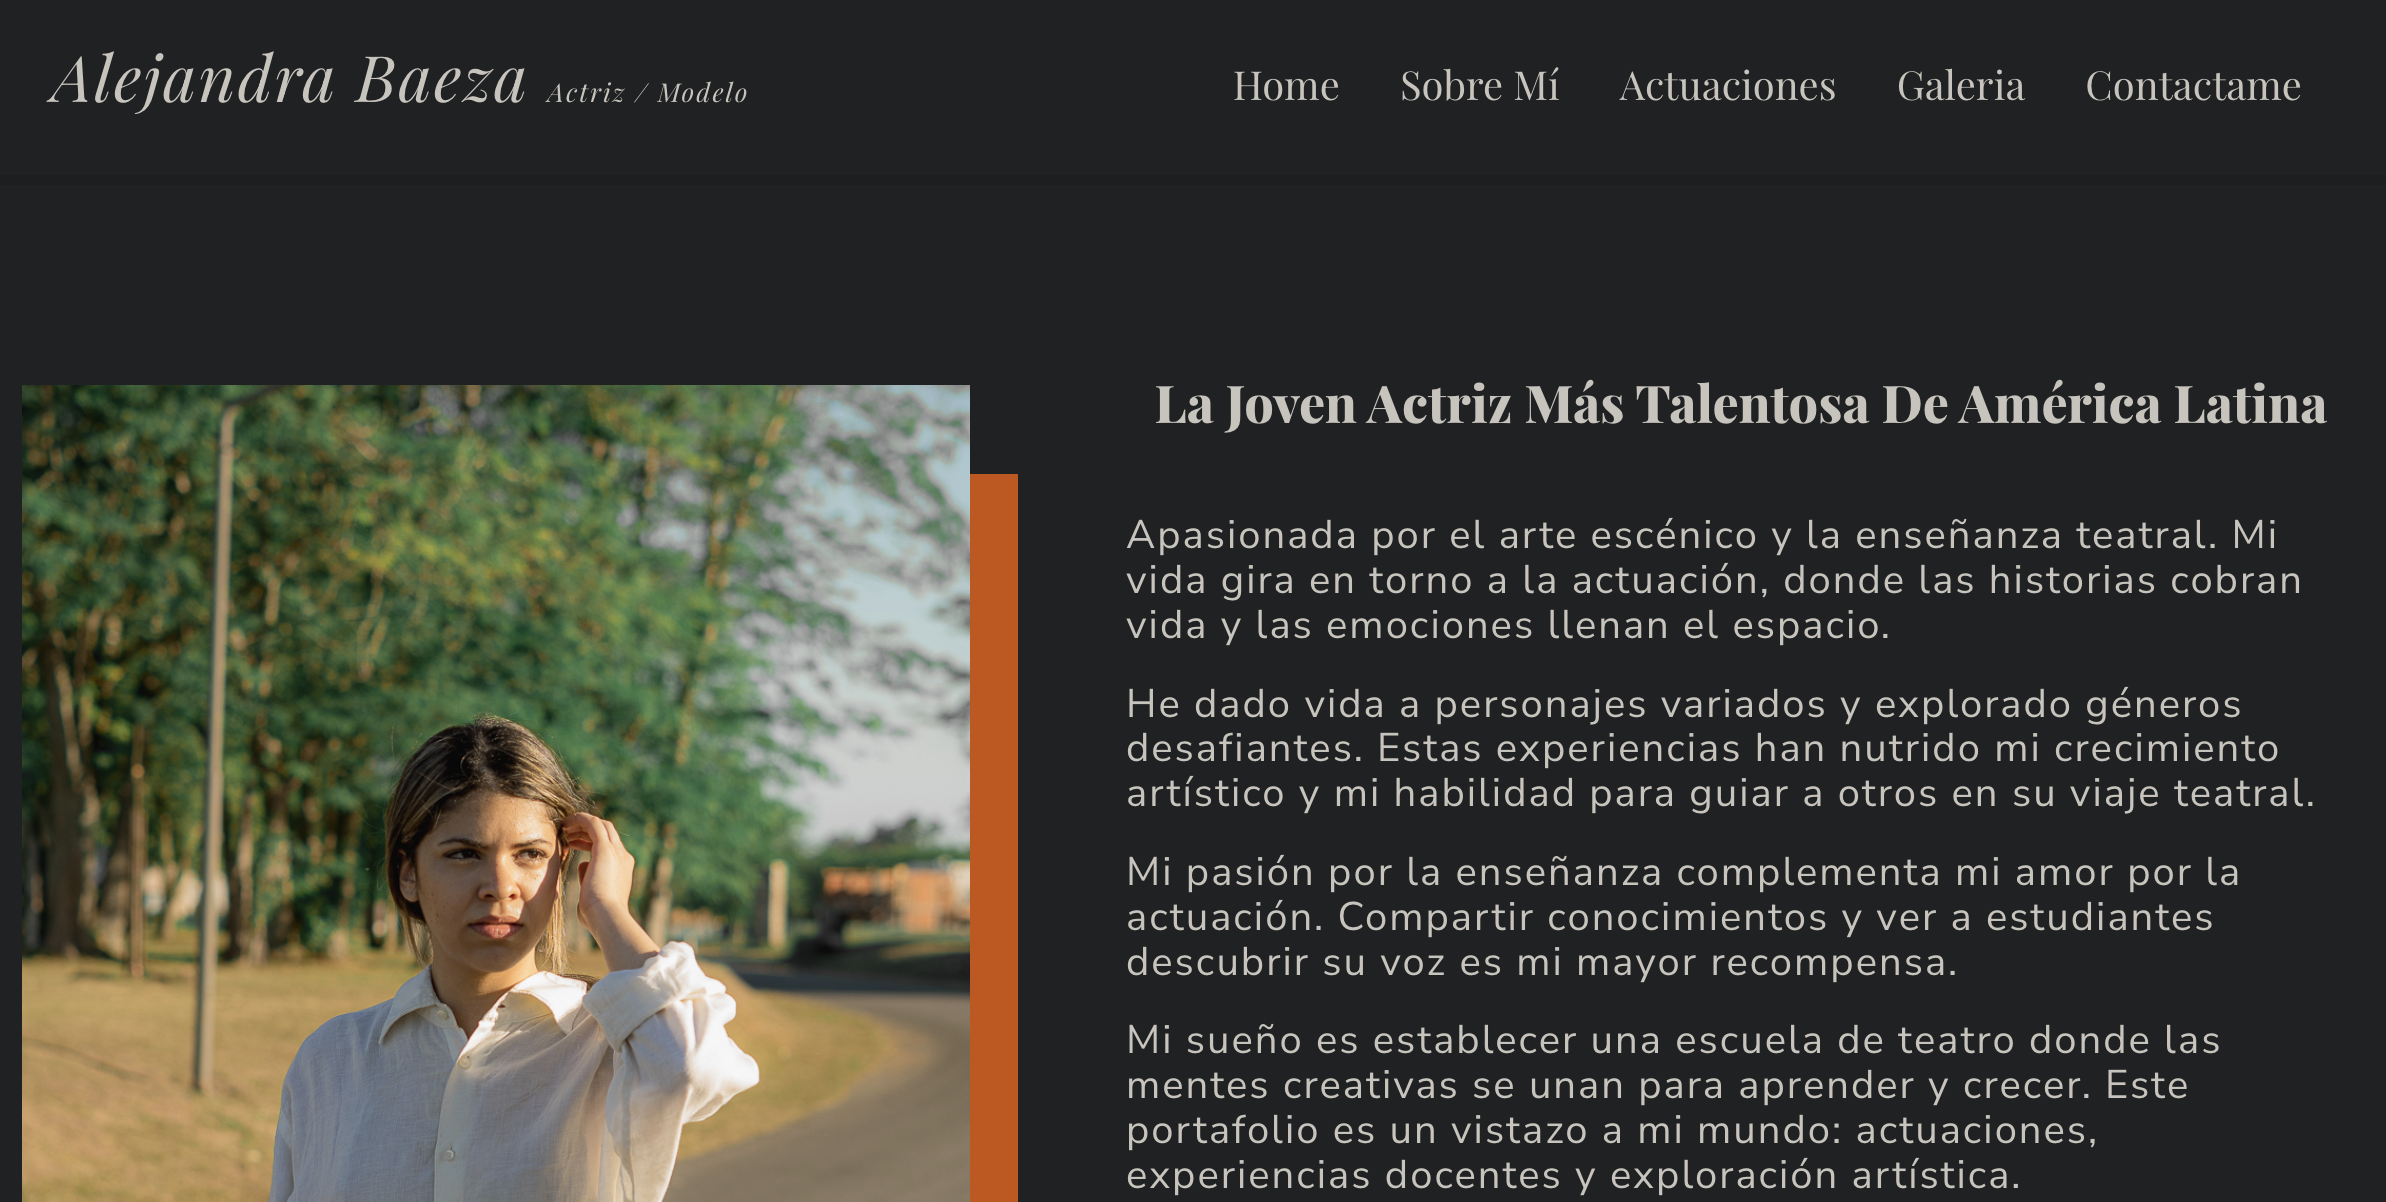 Alejandra Baeza Actriz / Modelo
Home Sobre Mí Actuaciones Galeria Contactame
La Joven Actriz Más Talentosa De América Latina
Apasionada por el arte escénico y la enseñanza teatral. Mi
vida gira en torno a la actuación, donde las historias cobran
vida y las emociones llenan el espacio.
He dado vida a personajes variados y explorado géneros
desafiantes. Estas experiencias han nutrido mi crecimiento
artístico y mi habilidad para guiar a otros en su viaje teatral.
Mi pasión por la enseñanza complementa mi amor por la
actuación. Compartir conocimientos y ver a estudiantes
descubrir su voz es mi mayor recompensa.
Mi sueño es establecer una escuela de teatro donde las
mentes creativas se unan para aprender y crecer. Este
portafolio es un vistazo a mi mundo: actuaciones,
experiencias docentes y exploración artística.